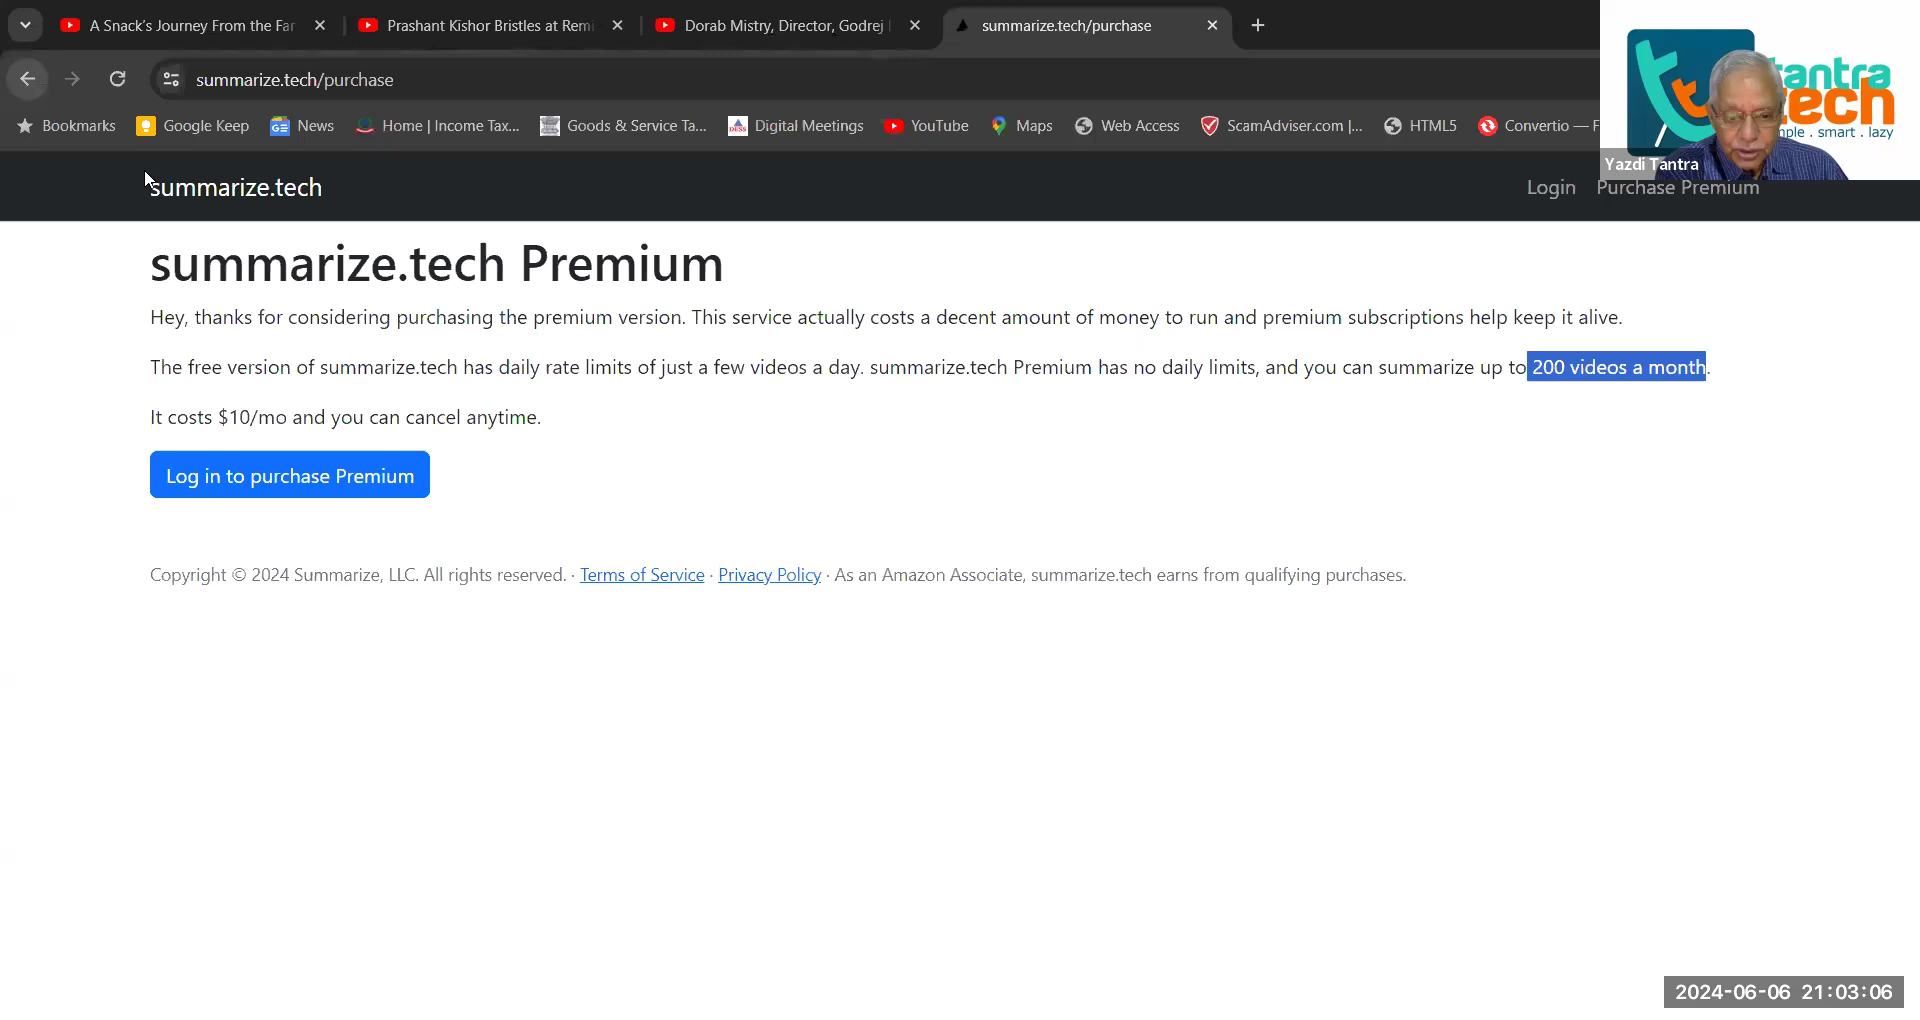 A Snack's Journey From the Far
Prashant Kishor Bristles at Remi
Dorab Mistry, Director, Godrej
summarize.tech/purchase
summarize.tech/purchase
Bookmarks
Google Keep
News
Home | Income Tax...
Goods & Service Ta...
Digital Meetings
YouTube
Maps
Web Access
ScamAdviser.com |...
HTML5
Convertio — F
tantra
tech
mple . smart . lazy
Yazdi Tantra
summarize.tech
Login
Purchase Premium
summarize.tech Premium
Hey, thanks for considering purchasing the premium version. This service actually costs a decent amount of money to run and premium subscriptions help keep it alive.
The free version of summarize.tech has daily rate limits of just a few videos a day. summarize.tech Premium has no daily limits, and you can summarize up to 200 videos a month.
It costs $10/mo and you can cancel anytime.
Log in to purchase Premium
Copyright © 2024 Summarize, LLC. All rights reserved. · Terms of Service · Privacy Policy · As an Amazon Associate, summarize.tech earns from qualifying purchases.
2024-06-06 21:03:06